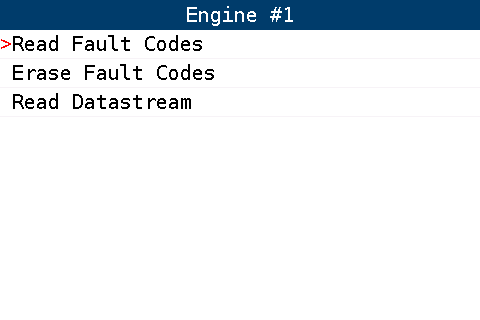 Engine #1
>Read Fault Codes
Erase Fault Codes
Read Datastream